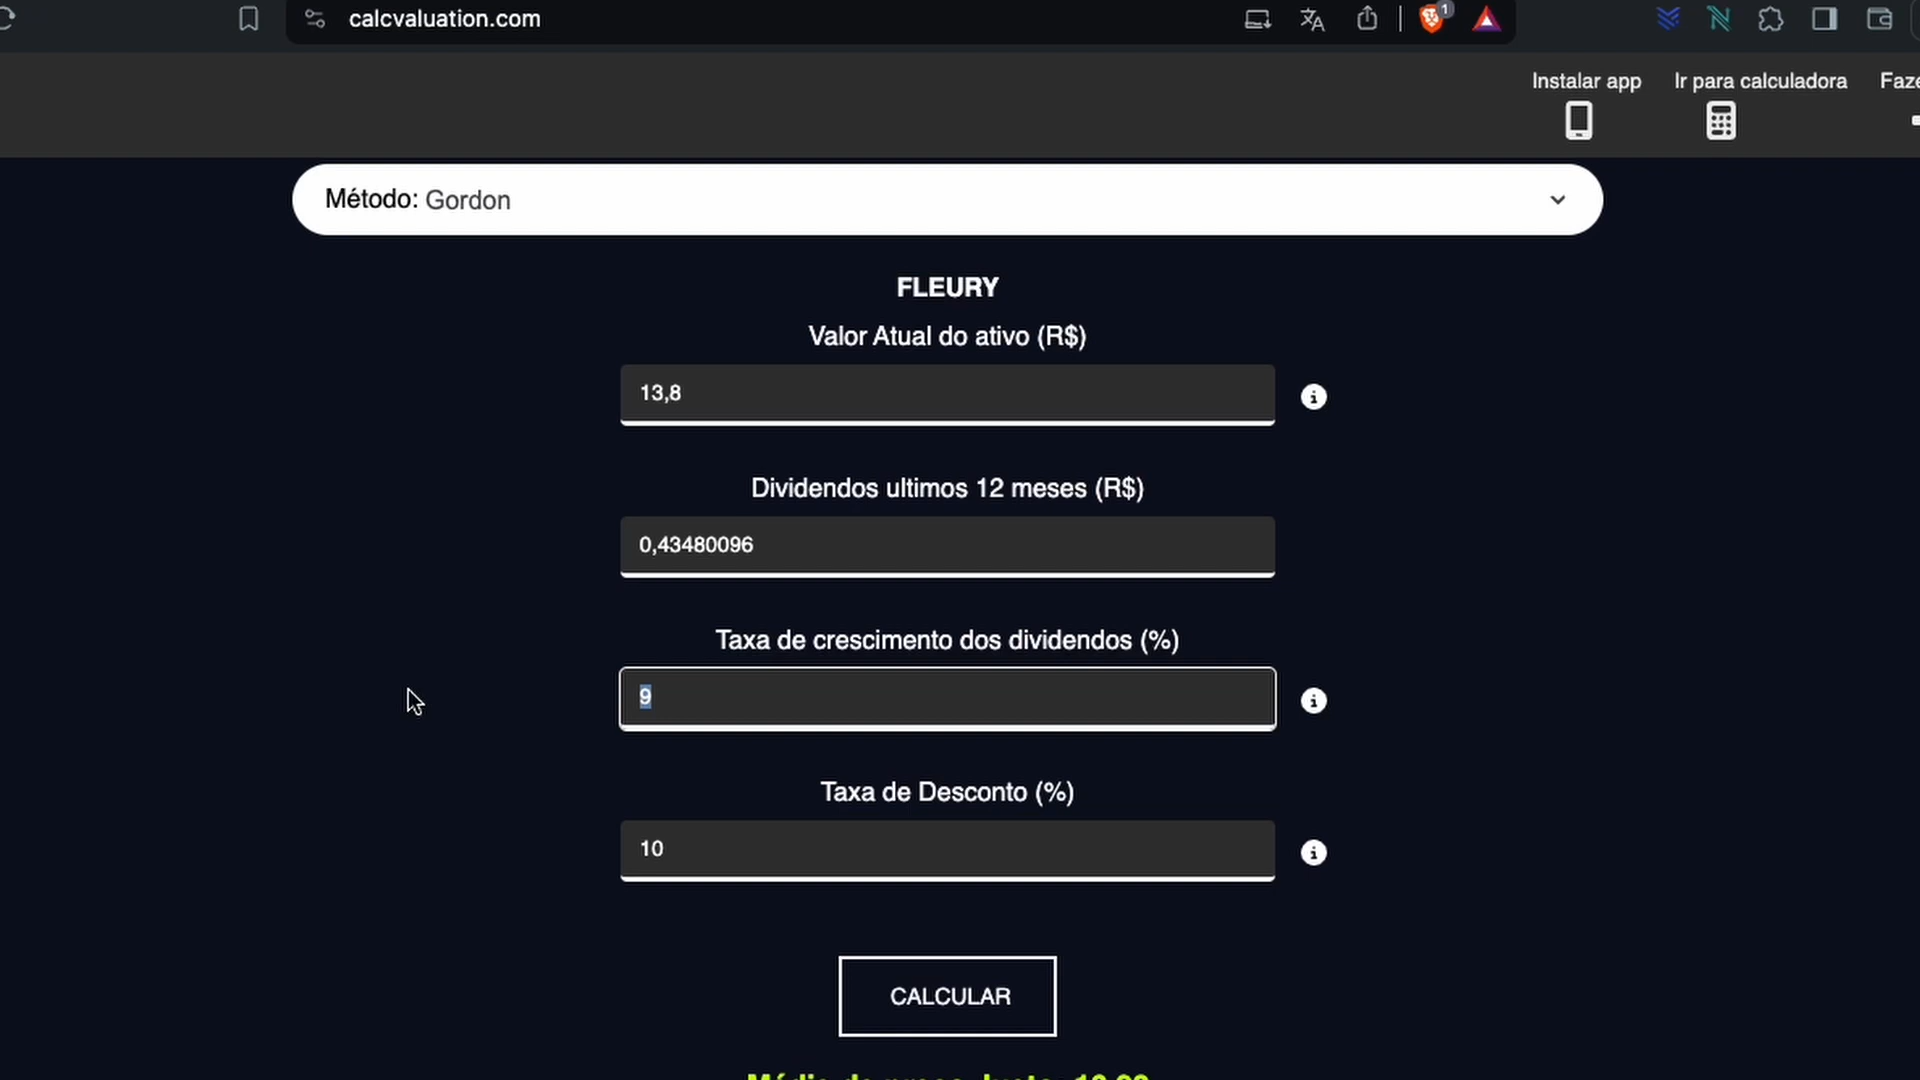 calcvaluation.com
1
Instalar app
Ir para calculadora
Método: Gordon
FLEURY
Valor Atual do ativo (R$)
13,8
Dividendos ultimos 12 meses (R$)
0,43480096
Taxa de crescimento dos dividendos (%)
9
Taxa de Desconto (%)
10
CALCULAR